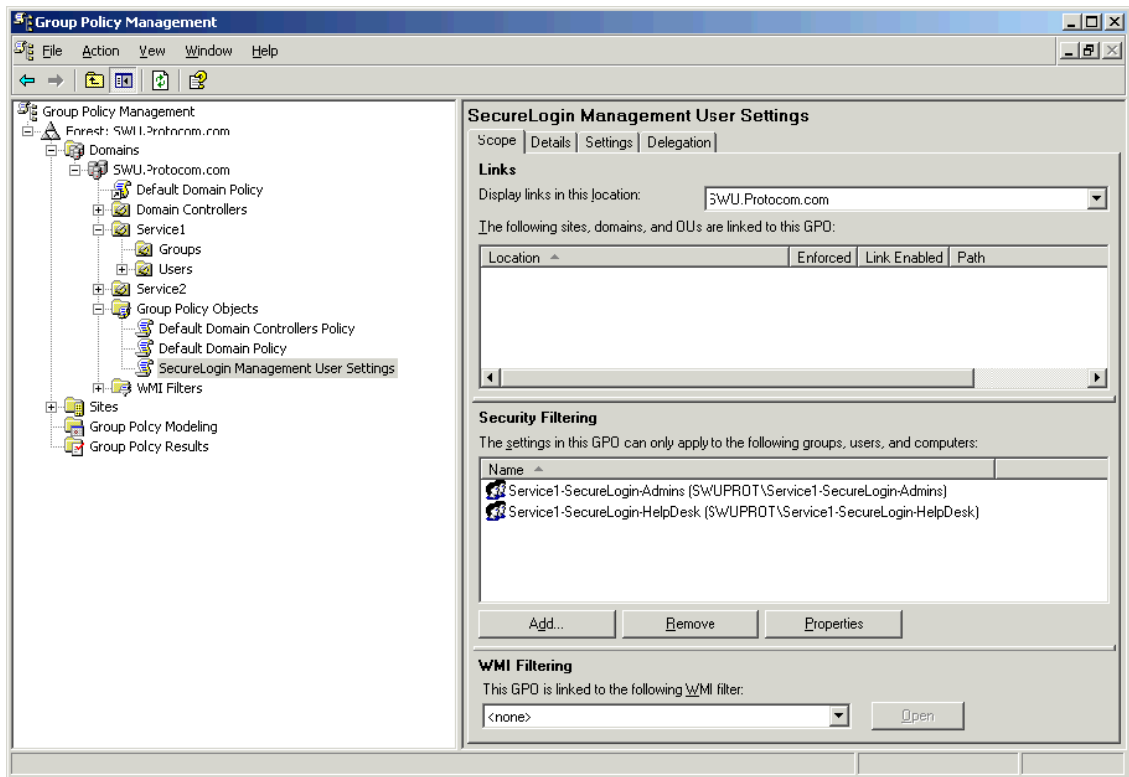 Group Policy Management
File Action View Window Help
Group Policy Management
Forest: SWU.Protocom.com
Domains
SWU.Protocom.com
Default Domain Policy
Domain Controllers
Service1
Groups
Users
Service2
Group Policy Objects
Default Domain Controllers Policy
Default Domain Policy
SecureLogin Management User Settings
WMI Filters
Sites
Group Policy Modeling
Group Policy Results
SecureLogin Management User Settings
Scope Details Settings Delegation
Links
Display links in this location: SWU.Protocom.com
The following sites, domains, and OUs are linked to this GPO:
Location Enforced Link Enabled Path
Security Filtering
The settings in this GPO can only apply to the following groups, users, and computers:
Name
Service1-SecureLogin-Admins (SWUPROT\Service1-SecureLogin-Admins)
Service1-SecureLogin-HelpDesk (SWUPROT\Service1-SecureLogin-HelpDesk)
Add... Remove Properties
WMI Filtering
This GPO is linked to the following WMI filter:
<none> Open